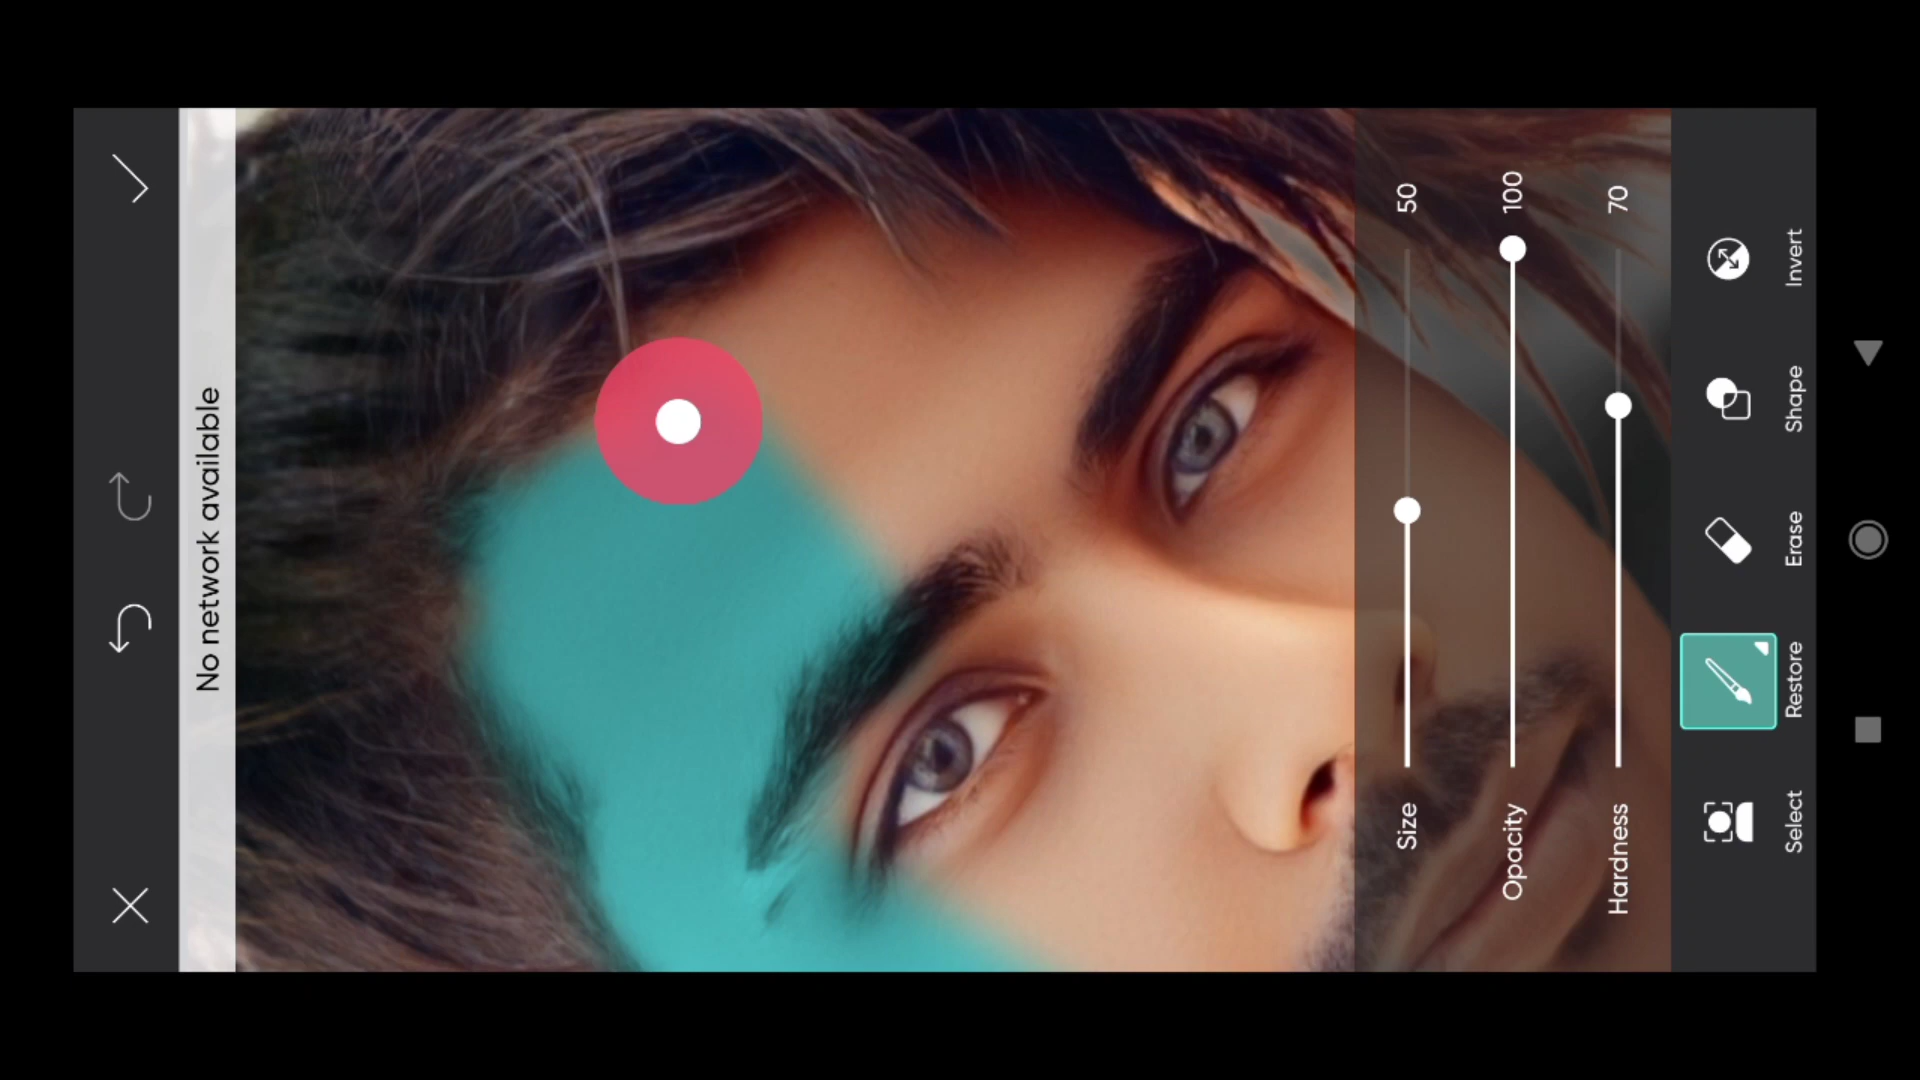 No network available
Size 50
Opacity 100
Hardness 70
Select
Restore
Erase
Shape
Invert